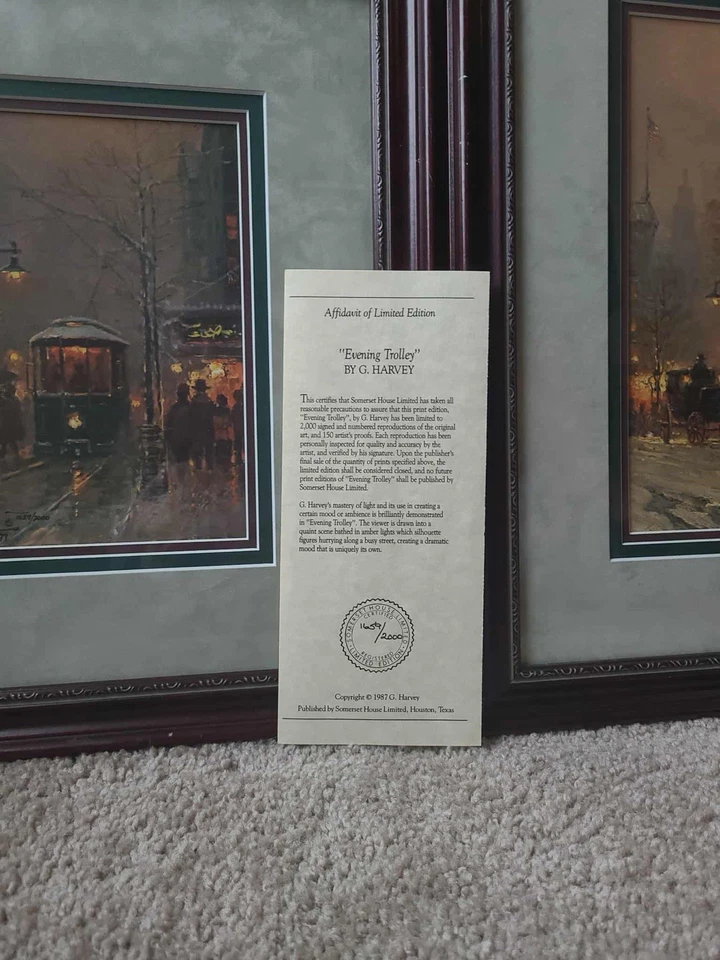 Affidavit of Limited Edition
"Evening Trolley"
BY G. HARVEY
This certifies that Somerset House Limited has taken all
reasonable precautions to assure that this print edition,
"Evening Trolley", by G. Harvey has been limited to
2,000 signed and numbered reproductions of the original
art, and 150 artist's proofs. Each reproduction has been
personally inspected for quality and accuracy by the
artist, and verified by his signature. Upon the publisher's
final sale of the quantity of prints specified above, the
limited edition shall be considered closed, and no future
print editions of "Evening Trolley" shall be published by
Somerset House Limited.
G. Harvey's mastery of light and its use in creating a
certain mood or ambience is brilliantly demonstrated
in "Evening Trolley". The viewer is drawn into a
quaint scene bathed in amber lights which silhouette
figures hurrying along a busy street, creating a dramatic
mood that is uniquely its own.
SOMERSET HOUSE LIMITED
CERTIFIED
1659/2000
REGISTERED
LIMITED EDITION
Copyright © 1987 G. Harvey
Published by Somerset House Limited, Houston, Texas
1659/2000